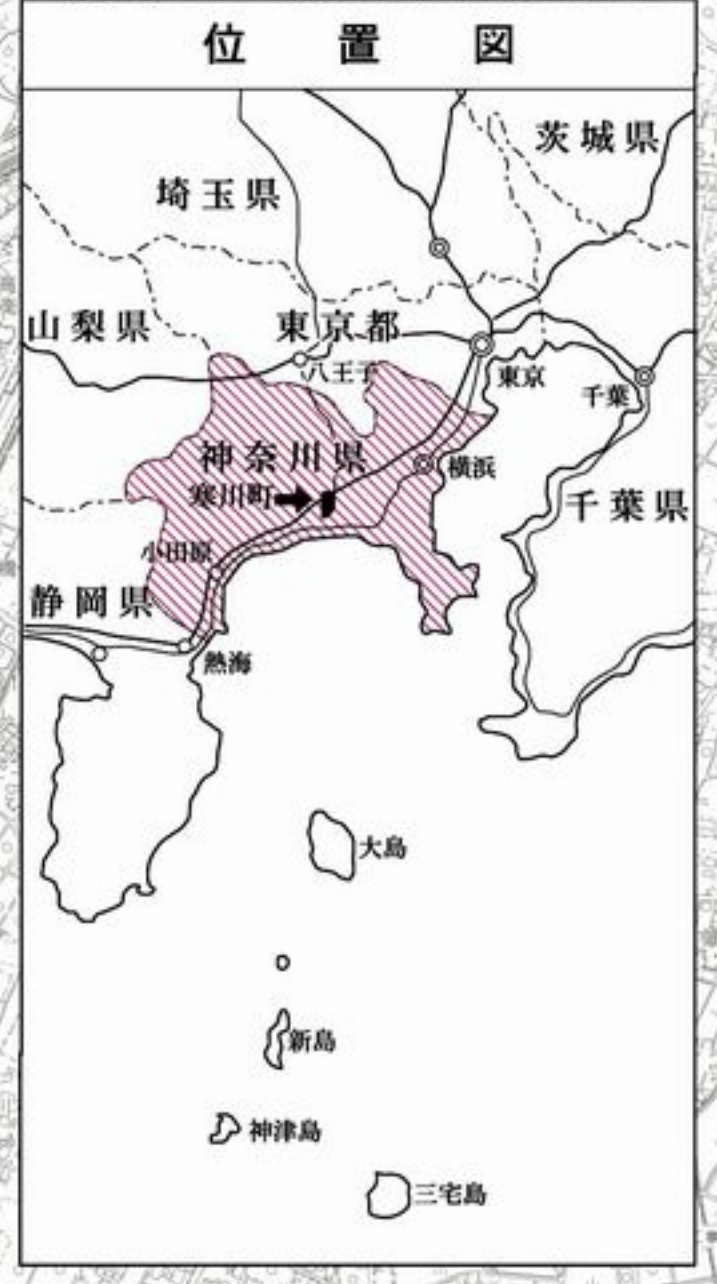 位置図
茨城県
埼玉県
山梨県
東京都
八王子
東京
千葉
神奈川県
横浜
寒川町
千葉県
小田原
静岡県
熱海
大島
新島
神津島
三宅島